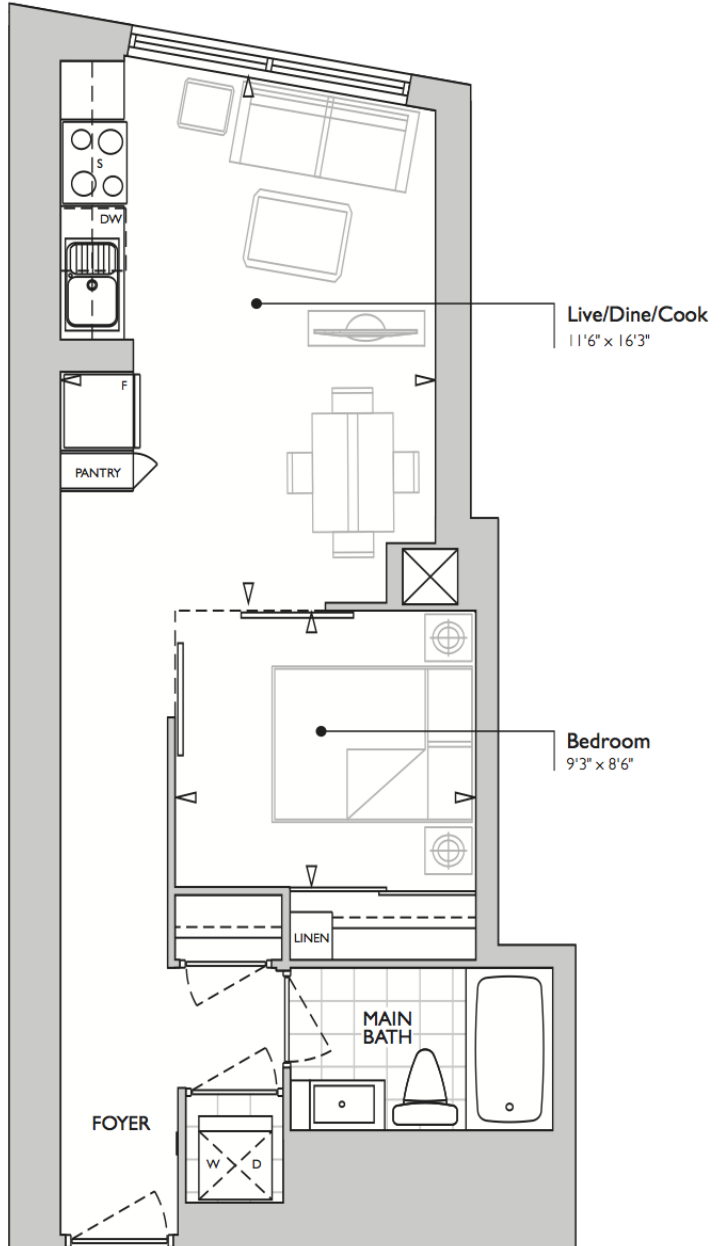 S
DW
Live/Dine/Cook
11'6" x 16'3"
F
PANTRY
Bedroom
9'3" x 8'6"
LINEN
MAIN
BATH
FOYER
W D